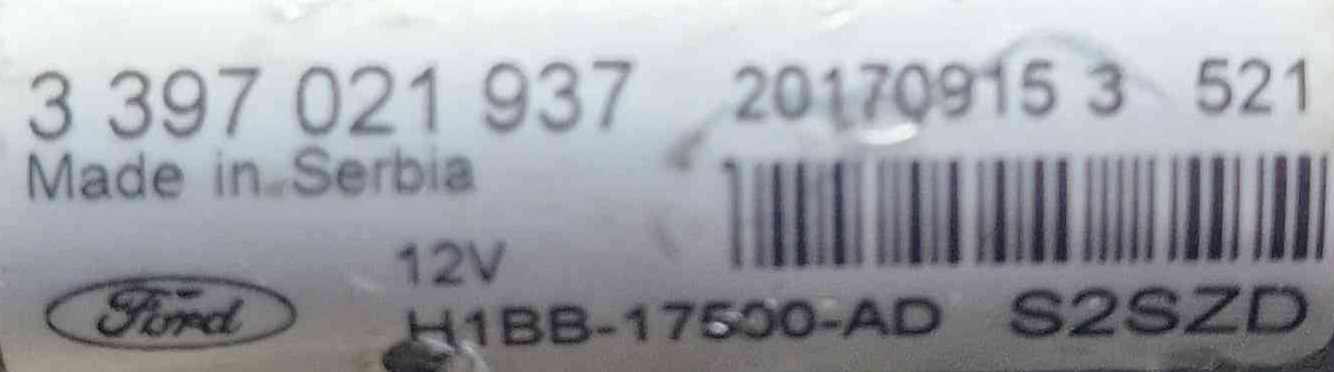 3 397 021 937 20170915 3 521
Made in Serbia
12V
Ford H1BB-17500-AD S2SZD